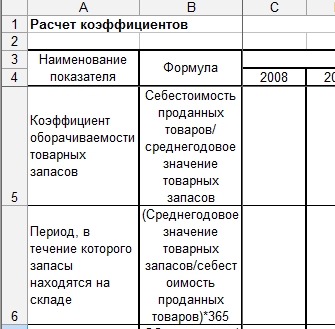 A B C
1 Расчет коэффициентов
2
3 Наименование
показателя Формула
4 2008 20
Коэффициент
оборачиваемости
товарных
запасов
Себестоимость
проданных
товаров/
среднегодовое
значение
товарных
запасов
5
Период, в
течение которого
запасы
находятся на
складе
(Среднегодовое
значение
товарных
запасов/себест
оимость
проданных
товаров)*365
6